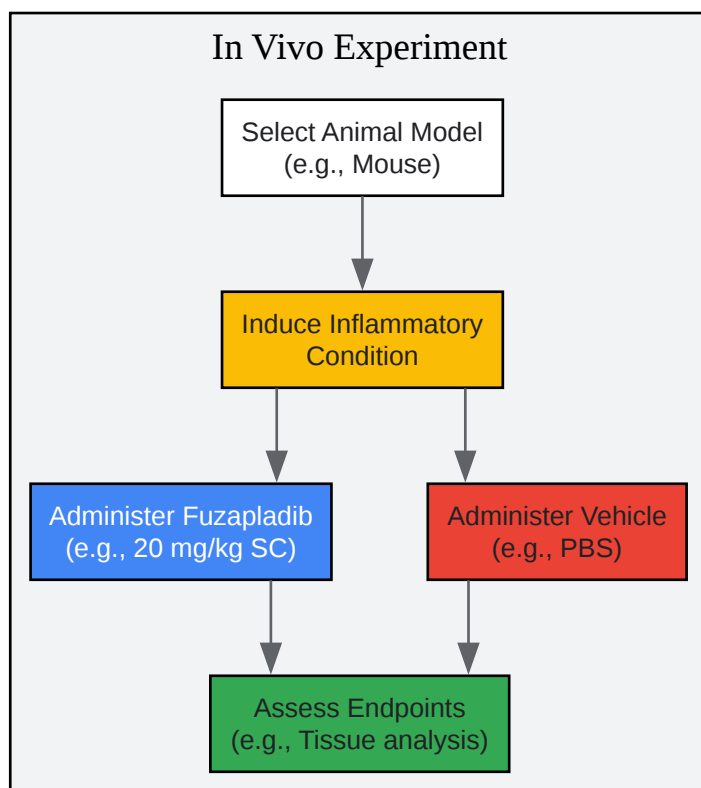 In Vivo Experiment
Select Animal Model
(e.g., Mouse)
Induce Inflammatory
Condition
Administer Fuzapladib
(e.g., 20 mg/kg SC)
Administer Vehicle
(e.g., PBS)
Assess Endpoints
(e.g., Tissue analysis)